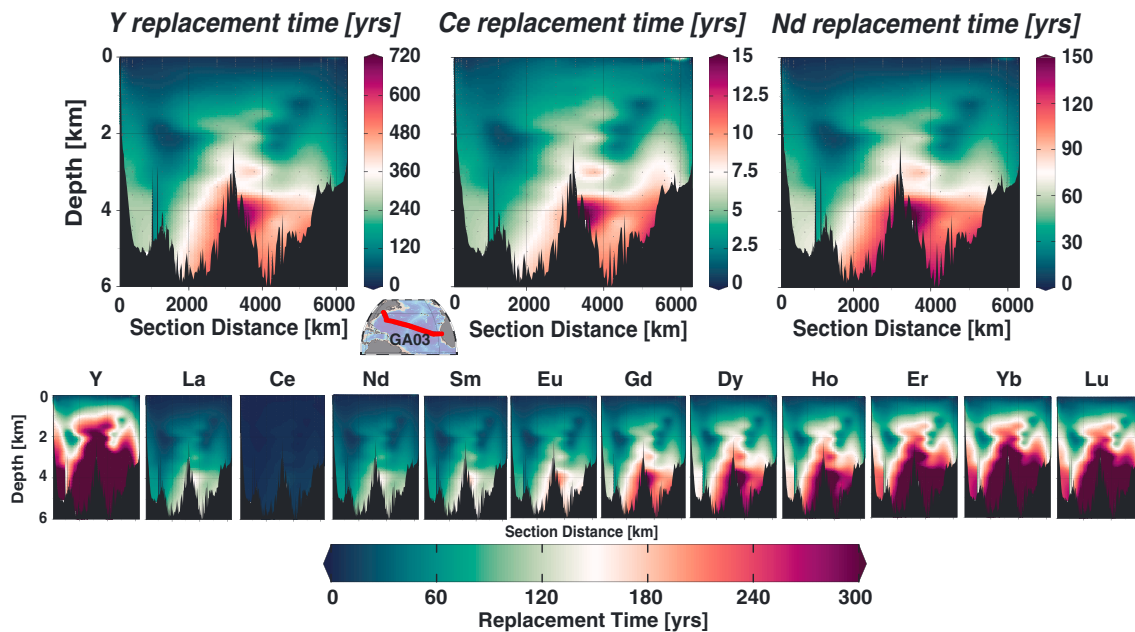 Y replacement time [yrs] Ce replacement time [yrs] Nd replacement time [yrs]
0 720 15 150
600 12.5 120
2 480 10 90
360 7.5
4 240 5 60
120 2.5 30
6 0 0 0
Depth [km]
0 2000 4000 6000 0 2000 4000 6000 0 2000 4000 6000
Section Distance [km] Section Distance [km] Section Distance [km]
GA03
Y La Ce Nd Sm Eu Gd Dy Ho Er Yb Lu
0
2
4
6
Depth [km]
Section Distance [km]
0 60 120 180 240 300
Replacement Time [yrs]